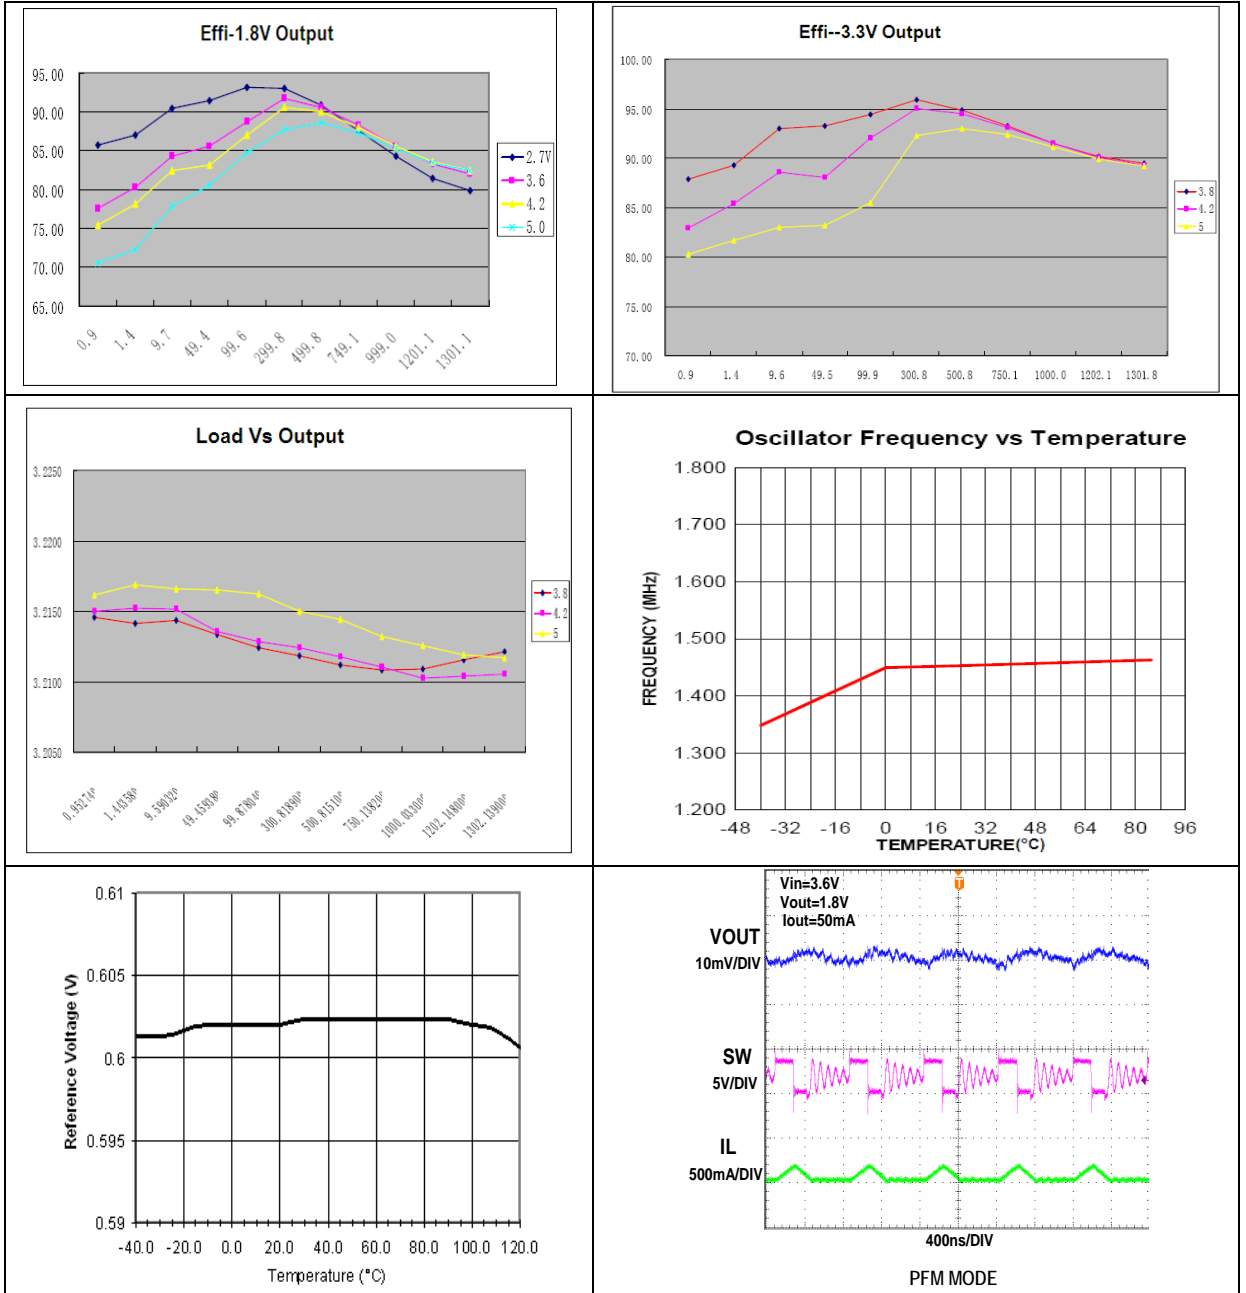 Effi-1.8V Output
95.00
90.00
85.00
80.00
75.00
70.00
65.00
0.9 1.4 9.7 49.4 99.6 299.8 499.8 749.1 999.0 1201.1 1301.1
2.7V
3.6
4.2
5.0
Effi--3.3V Output
100.00
95.00
90.00
85.00
80.00
75.00
70.00
0.9 1.4 9.6 49.5 99.9 300.8 500.8 750.1 1000.0 1202.1 1301.8
3.8
4.2
5
Load Vs Output
3.2250
3.2200
3.2150
3.2100
3.2050
3.8
4.2
5
Oscillator Frequency vs Temperature
FREQUENCY (MHz)
1.800
1.700
1.600
1.500
1.400
1.300
1.200
-48 -32 -16 0 16 32 48 64 80 96
TEMPERATURE(°C)
Reference Voltage (V)
0.61
0.605
0.6
0.595
0.59
-40.0 -20.0 0.0 20.0 40.0 60.0 80.0 100.0 120.0
Temperature (°C)
Vin=3.6V
Vout=1.8V
Iout=50mA
T
VOUT
10mV/DIV
SW
5V/DIV
IL
500mA/DIV
400ns/DIV
PFM MODE